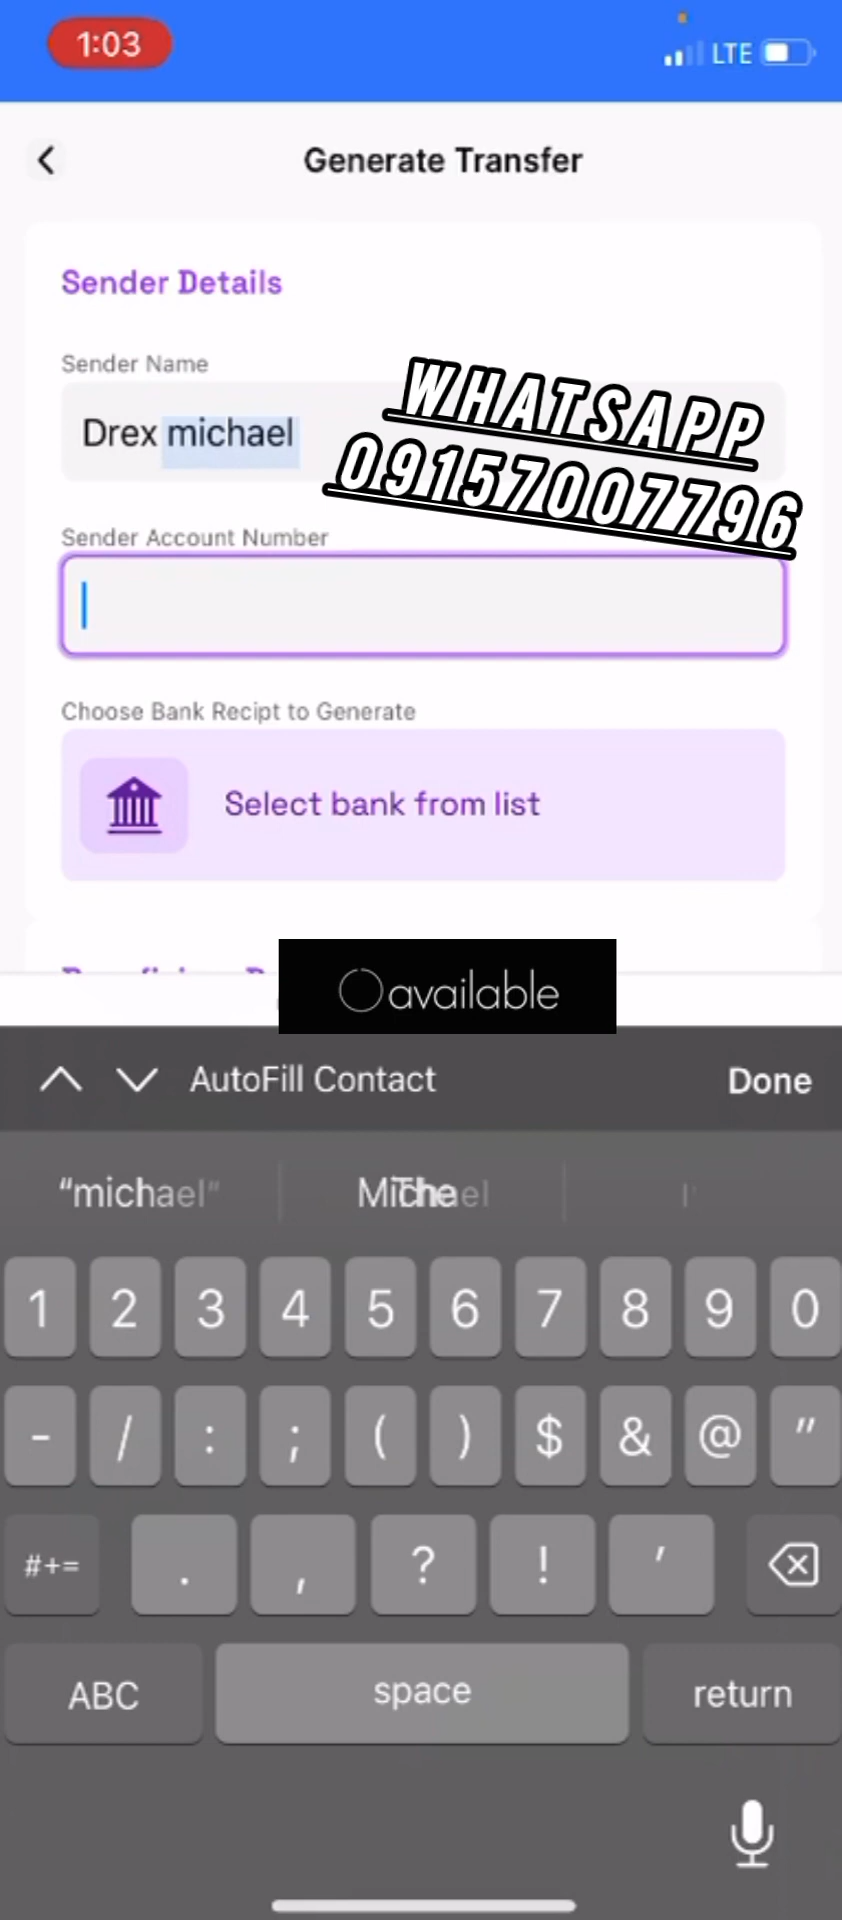 1:03
LTE
Generate Transfer
Sender Details
Sender Name
Drex michael
WHATSAPP
09157007796
Sender Account Number
Choose Bank Recipt to Generate
Select bank from list
available
AutoFill Contact
Done
“michael”
1 2 3 4 5 6 7 8 9 0
- / : ; ( ) $ & @ "
#+= . , ? ! '
ABC space return